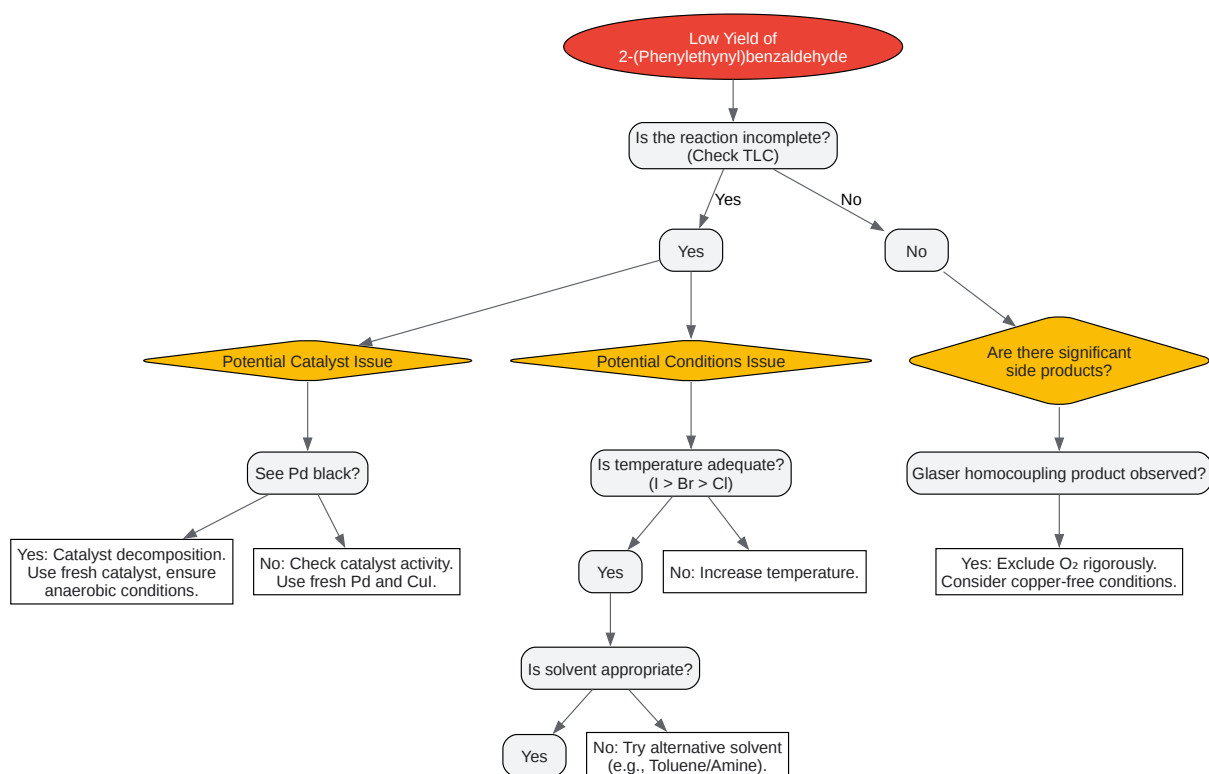 Low Yield of
2-(Phenylethynyl)benzaldehyde
Is the reaction incomplete?
(Check TLC)
Yes
No
Yes
No
Potential Catalyst Issue
Potential Conditions Issue
Are there significant
side products?
See Pd black?
Is temperature adequate?
(I > Br > Cl)
Glaser homocoupling product observed?
Yes: Catalyst decomposition.
Use fresh catalyst, ensure
anaerobic conditions.
No: Check catalyst activity.
Use fresh Pd and CuI.
Yes
No: Increase temperature.
Yes: Exclude O₂ rigorously.
Consider copper-free conditions.
Is solvent appropriate?
Yes
No: Try alternative solvent
(e.g., Toluene/Amine).